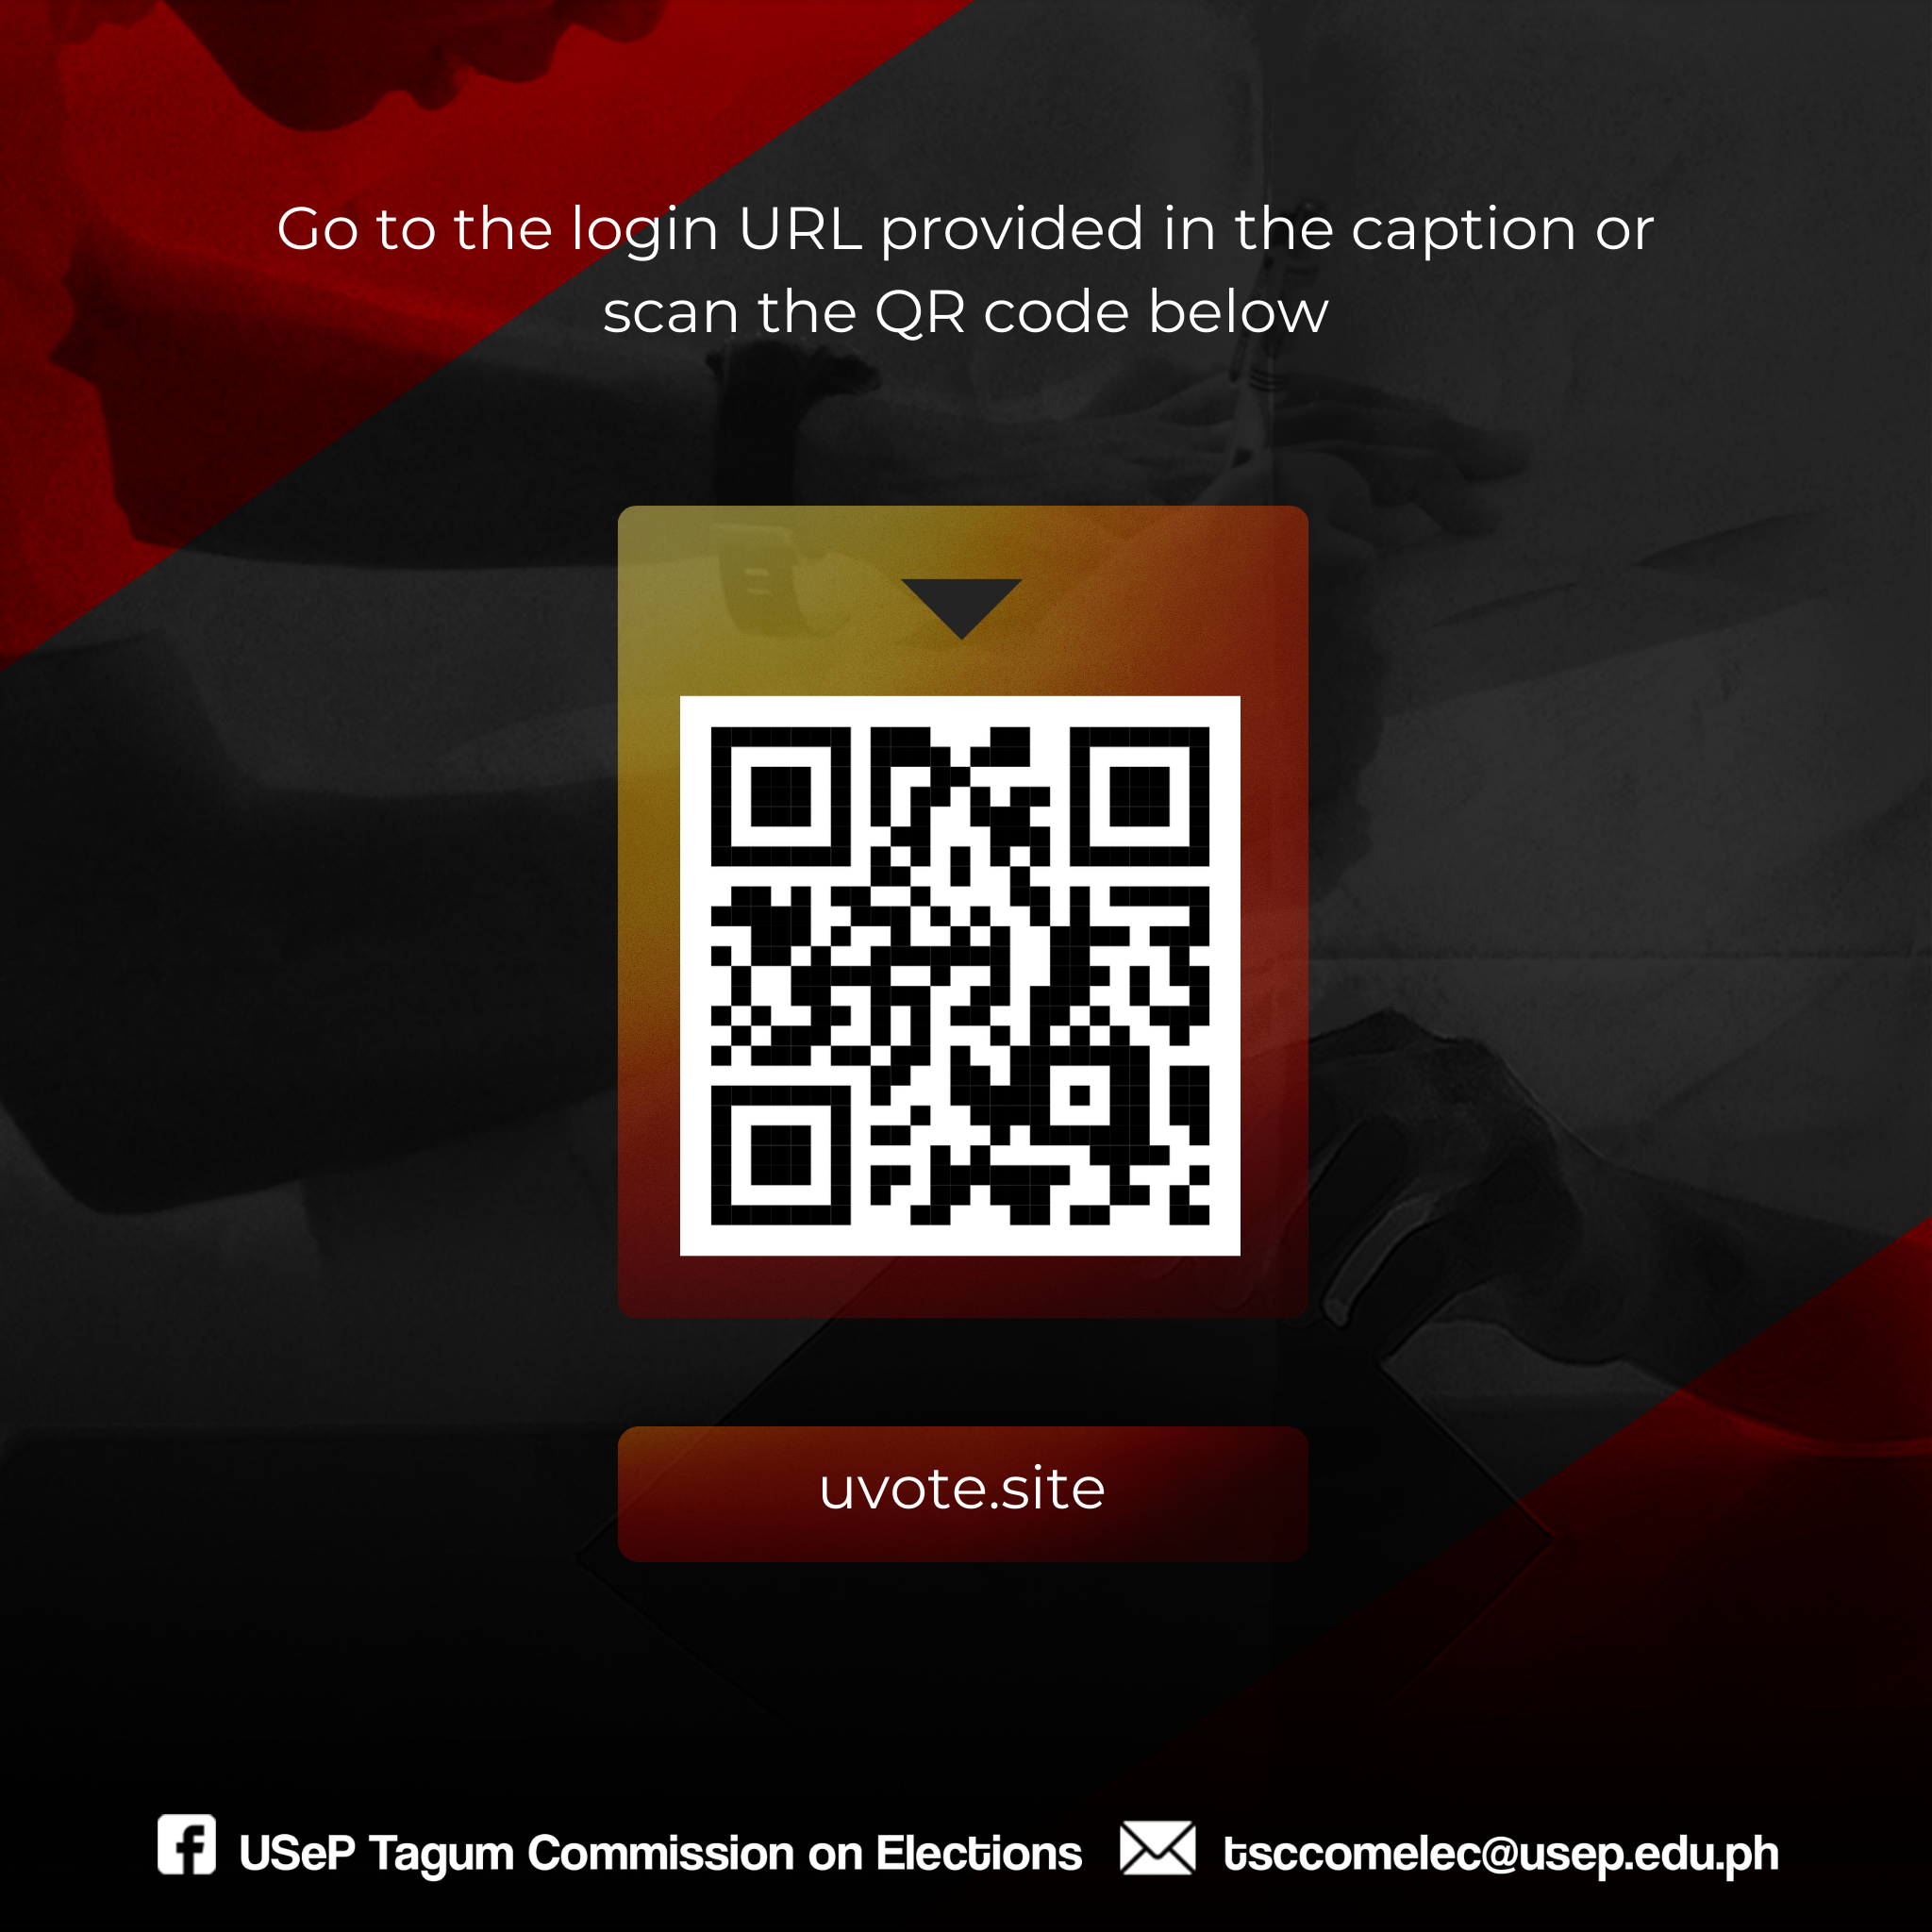 Go to the login URL provided in the caption or
scan the QR code below
uvote.site
USeP Tagum Commission on Elections
tsccomelec@usep.edu.ph